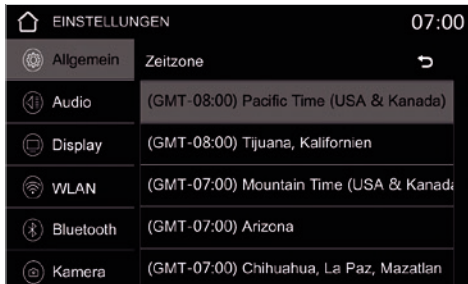 EINSTELLUNGEN 07:00
Allgemein
Zeitzone
Audio
(GMT-08:00) Pacific Time (USA & Kanada)
Display
(GMT-08:00) Tijuana, Kalifornien
WLAN
(GMT-07:00) Mountain Time (USA & Kanada
Bluetooth
(GMT-07:00) Arizona
Kamera
(GMT-07:00) Chihuahua, La Paz, Mazatlan